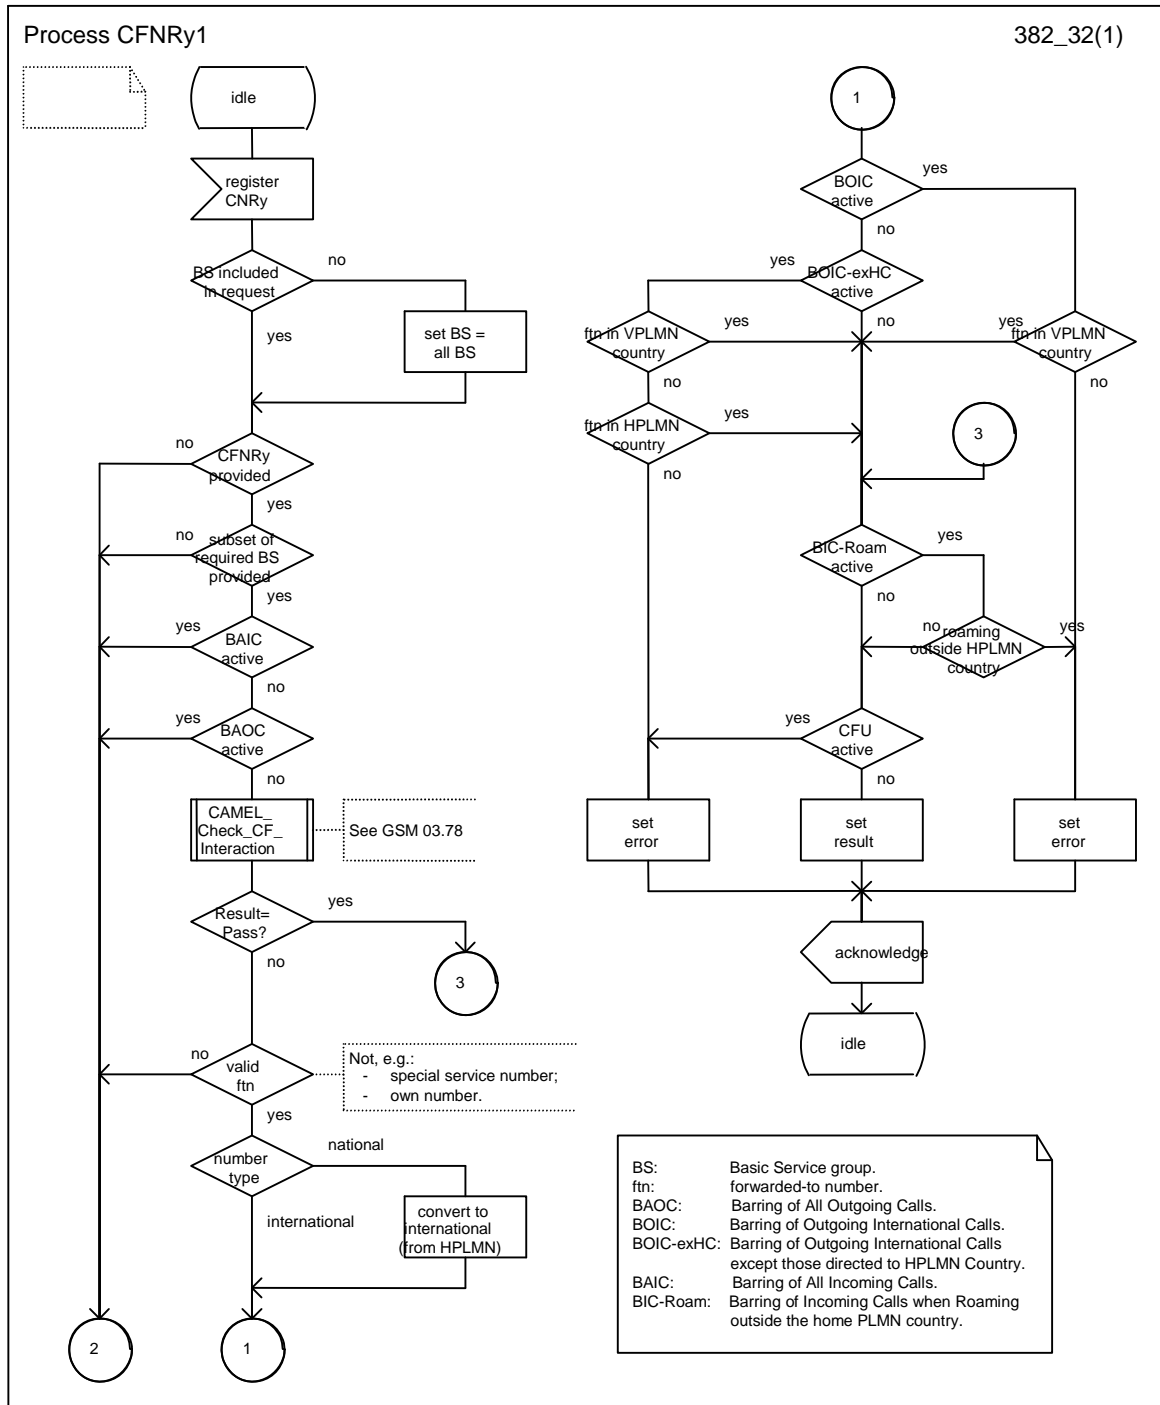 Process CFNRy1
382_32(1)
idle
register
CNRy
BS included
in request
no
yes
set BS =
all BS
no
CFNRy
provided
yes
no
subset of
required BS
provided
yes
yes
BAIC
active
no
yes
BAOC
active
no
CAMEL_
Check_CF_
Interaction
See GSM 03.78
Result=
Pass?
yes
no
3
no
valid
ftn
Not, e.g.:
- special service number;
- own number.
yes
number
type
national
international
convert to
international
(from HPLMN)
2
1
1
BOIC
active
yes
no
yes
BOIC-exHC
active
no
ftn in VPLMN
country
yes
no
yes
ftn in VPLMN
country
no
ftn in HPLMN
country
yes
no
3
BIC-Roam
active
yes
no
no
roaming
outside HPLMN
country
yes
yes
CFU
active
no
set
error
set
result
set
error
acknowledge
idle
BS: Basic Service group.
ftn: forwarded-to number.
BAOC: Barring of All Outgoing Calls.
BOIC: Barring of Outgoing International Calls.
BOIC-exHC: Barring of Outgoing International Calls
except those directed to HPLMN Country.
BAIC: Barring of All Incoming Calls.
BIC-Roam: Barring of Incoming Calls when Roaming
outside the home PLMN country.